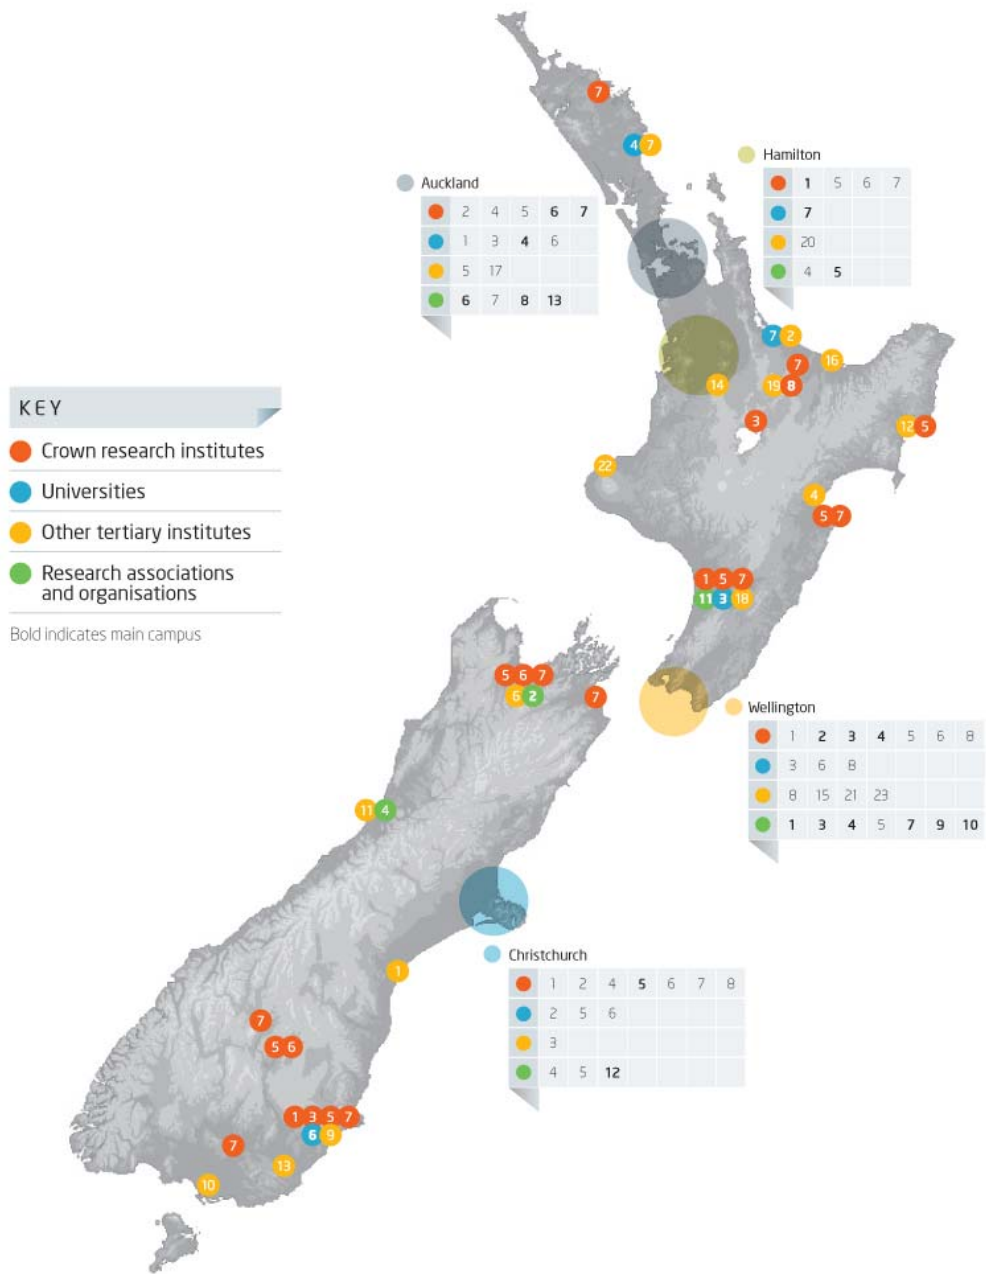 7
4 7
Hamilton
1 5 6 7
7
20
4 5
Auckland
2 4 5 6 7
1 3 4 6
5 17
6 7 8 13
7 2
16
7
14
19 8
3
12 5
22
4
5 7
KEY
Crown research institutes
Universities
Other tertiary institutes
Research associations
and organisations
Bold indicates main campus
1 5 7
11 3 18
5 6 7
6 2
7
Wellington
1 2 3 4 5 6 8
3 6 8
8 15 21 23
1 3 4 5 7 9 10
11 4
Christchurch
1 2 4 5 6 7 8
2 5 6
3
4 5 12
1
7
5 6
1 3 5 7
6 9
7
13
10